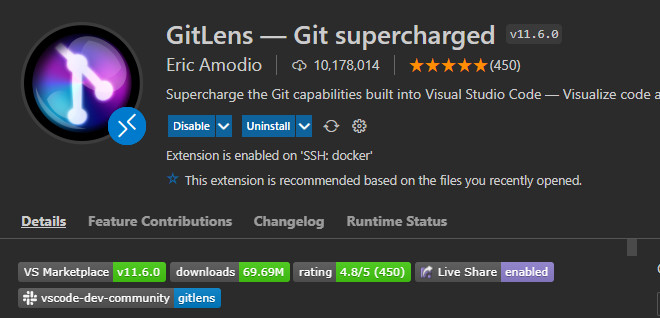 GitLens — Git supercharged v11.6.0
Eric Amodio 10,178,014 (450)
Supercharge the Git capabilities built into Visual Studio Code — Visualize code a
Disable Uninstall
Extension is enabled on 'SSH: docker'
This extension is recommended based on the files you recently opened.
Details Feature Contributions Changelog Runtime Status
VS Marketplace v11.6.0 downloads 69.69M rating 4.8/5 (450) Live Share enabled
vscode-dev-community gitlens